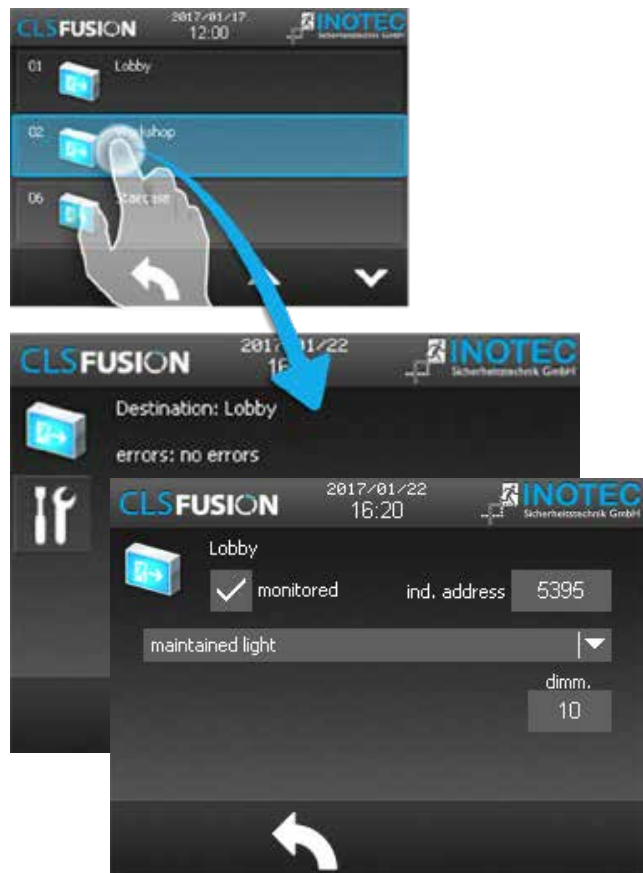 CLSFUSION 2017/01/17 INOTEC
12:00 Sicherheitstechnik GmbH
01 Lobby
02 Workshop
06 Staircase
CLSFUSION 2017/01/22 INOTEC
Sicherheitstechnik GmbH
Destination: Lobby
errors: no errors
CLSFUSION 2017/01/22 INOTEC
16:20 Sicherheitstechnik GmbH
Lobby
monitored ind. address 5395
maintained light
dimm.
10